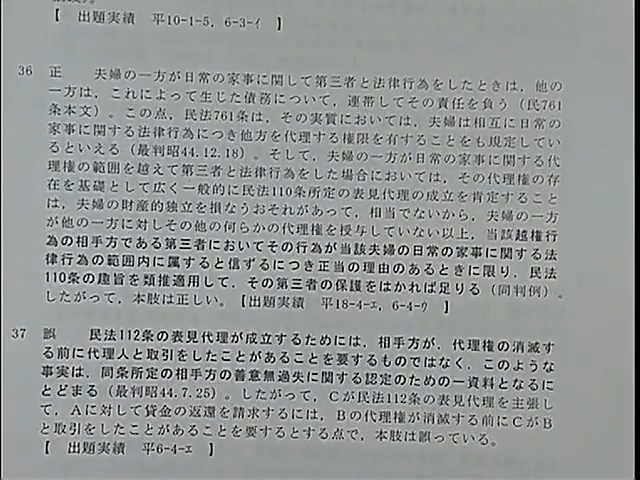 【 出題実績 平10-1-5，6-3-イ 】
36 正 夫婦の一方が日常の家事に関して第三者と法律行為をしたときは，他の
一方は，これによって生じた債務について，連帯してその責任を負う（民761
条本文）。この点，民法761条は，その実質においては，夫婦は相互に日常の
家事に関する法律行為につき他方を代理する権限を有することをも規定してい
るといえる（最判昭44.12.18）。そして，夫婦の一方が日常の家事に関する代
理権の範囲を越えて第三者と法律行為をした場合においては，その代理権の存
在を基礎として広く一般的に民法110条所定の表見代理の成立を肯定すること
は，夫婦の財産的独立を損なうおそれがあって，相当でないから，夫婦の一方
が他の一方に対しその他の何らかの代理権を授与していない以上，当該越権行
為の相手方である第三者においてその行為が当該夫婦の日常の家事に関する法
律行為の範囲内に属すると信ずるにつき正当の理由のあるときに限り，民法
110条の趣旨を類推適用して，その第三者の保護をはかれば足りる（同判例）。
したがって，本肢は正しい。【出題実績 平18-4-エ，6-4-ウ 】
37 誤 民法112条の表見代理が成立するためには，相手方が，代理権の消滅す
る前に代理人と取引をしたことがあることを要するものではなく，このような
事実は，同条所定の相手方の善意無過失に関する認定のための一資料となるに
とどまる（最判昭44.7.25）。したがって，Ｃが民法112条の表見代理を主張し
て，Ａに対して貸金の返還を請求するには，Ｂの代理権が消滅する前にＣがＢ
と取引をしたことがあることを要するとする点で，本肢は誤っている。
【 出題実績 平6-4-エ 】